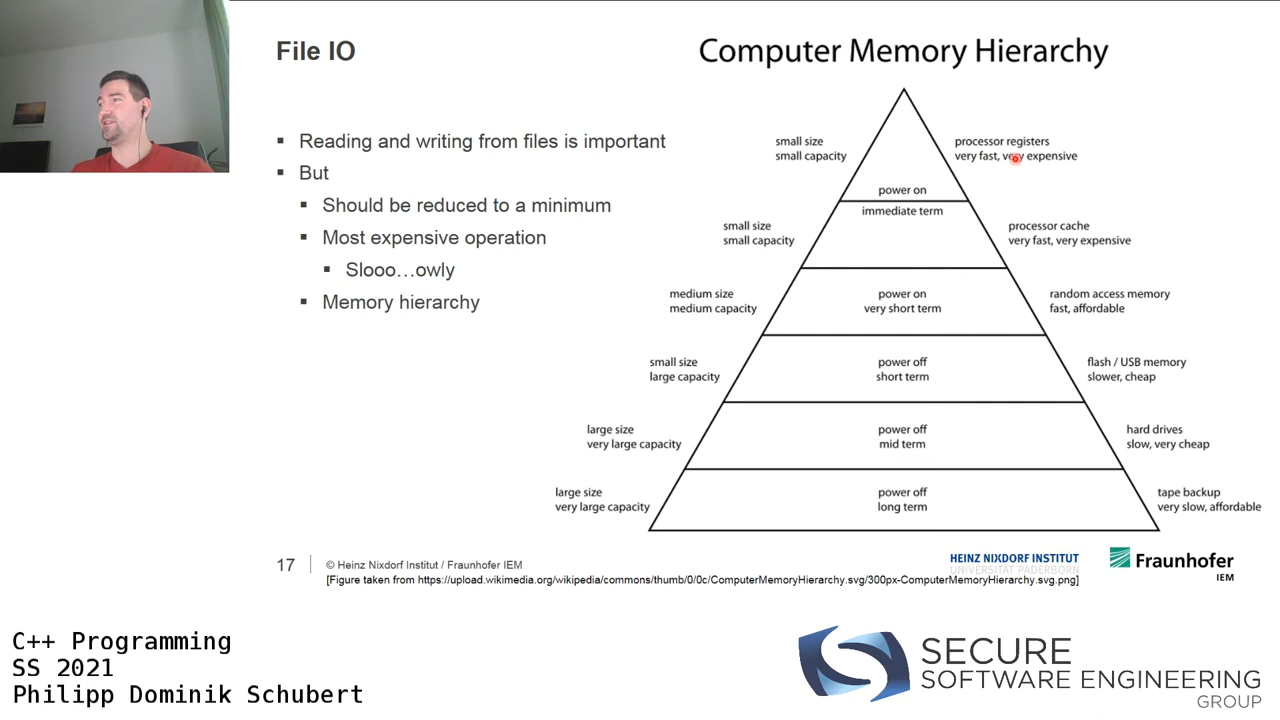 File IO
Reading and writing from files is important
But
Should be reduced to a minimum
Most expensive operation
Slooo…owly
Memory hierarchy
Computer Memory Hierarchy
small size
small capacity
power on
immediate term
processor registers
very fast, very expensive
small size
small capacity
processor cache
very fast, very expensive
medium size
medium capacity
power on
very short term
random access memory
fast, affordable
small size
large capacity
power off
short term
flash / USB memory
slower, cheap
large size
very large capacity
power off
mid term
hard drives
slow, very cheap
large size
very large capacity
power off
long term
tape backup
very slow, affordable
17
© Heinz Nixdorf Institut / Fraunhofer IEM
[Figure taken from https://upload.wikimedia.org/wikipedia/commons/thumb/0/0c/ComputerMemoryHierarchy.svg/300px-ComputerMemoryHierarchy.svg.png]
HEINZ NIXDORF INSTITUT
UNIVERSITÄT PADERBORN
Fraunhofer
IEM
C++ Programming
SS 2021
Philipp Dominik Schubert
SECURE
SOFTWARE ENGINEERING
GROUP